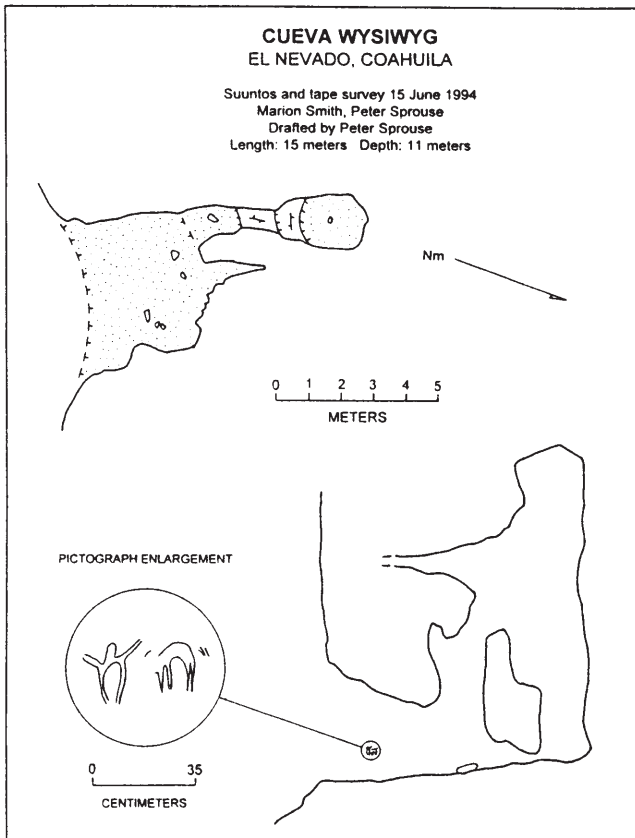 CUEVA WYSIWYG
EL NEVADO, COAHUILA
Suuntos and tape survey 15 June 1994
Marion Smith, Peter Sprouse
Drafted by Peter Sprouse
Length: 15 meters Depth: 11 meters
Nm
0 1 2 3 4 5
METERS
PICTOGRAPH ENLARGEMENT
0 35
CENTIMETERS